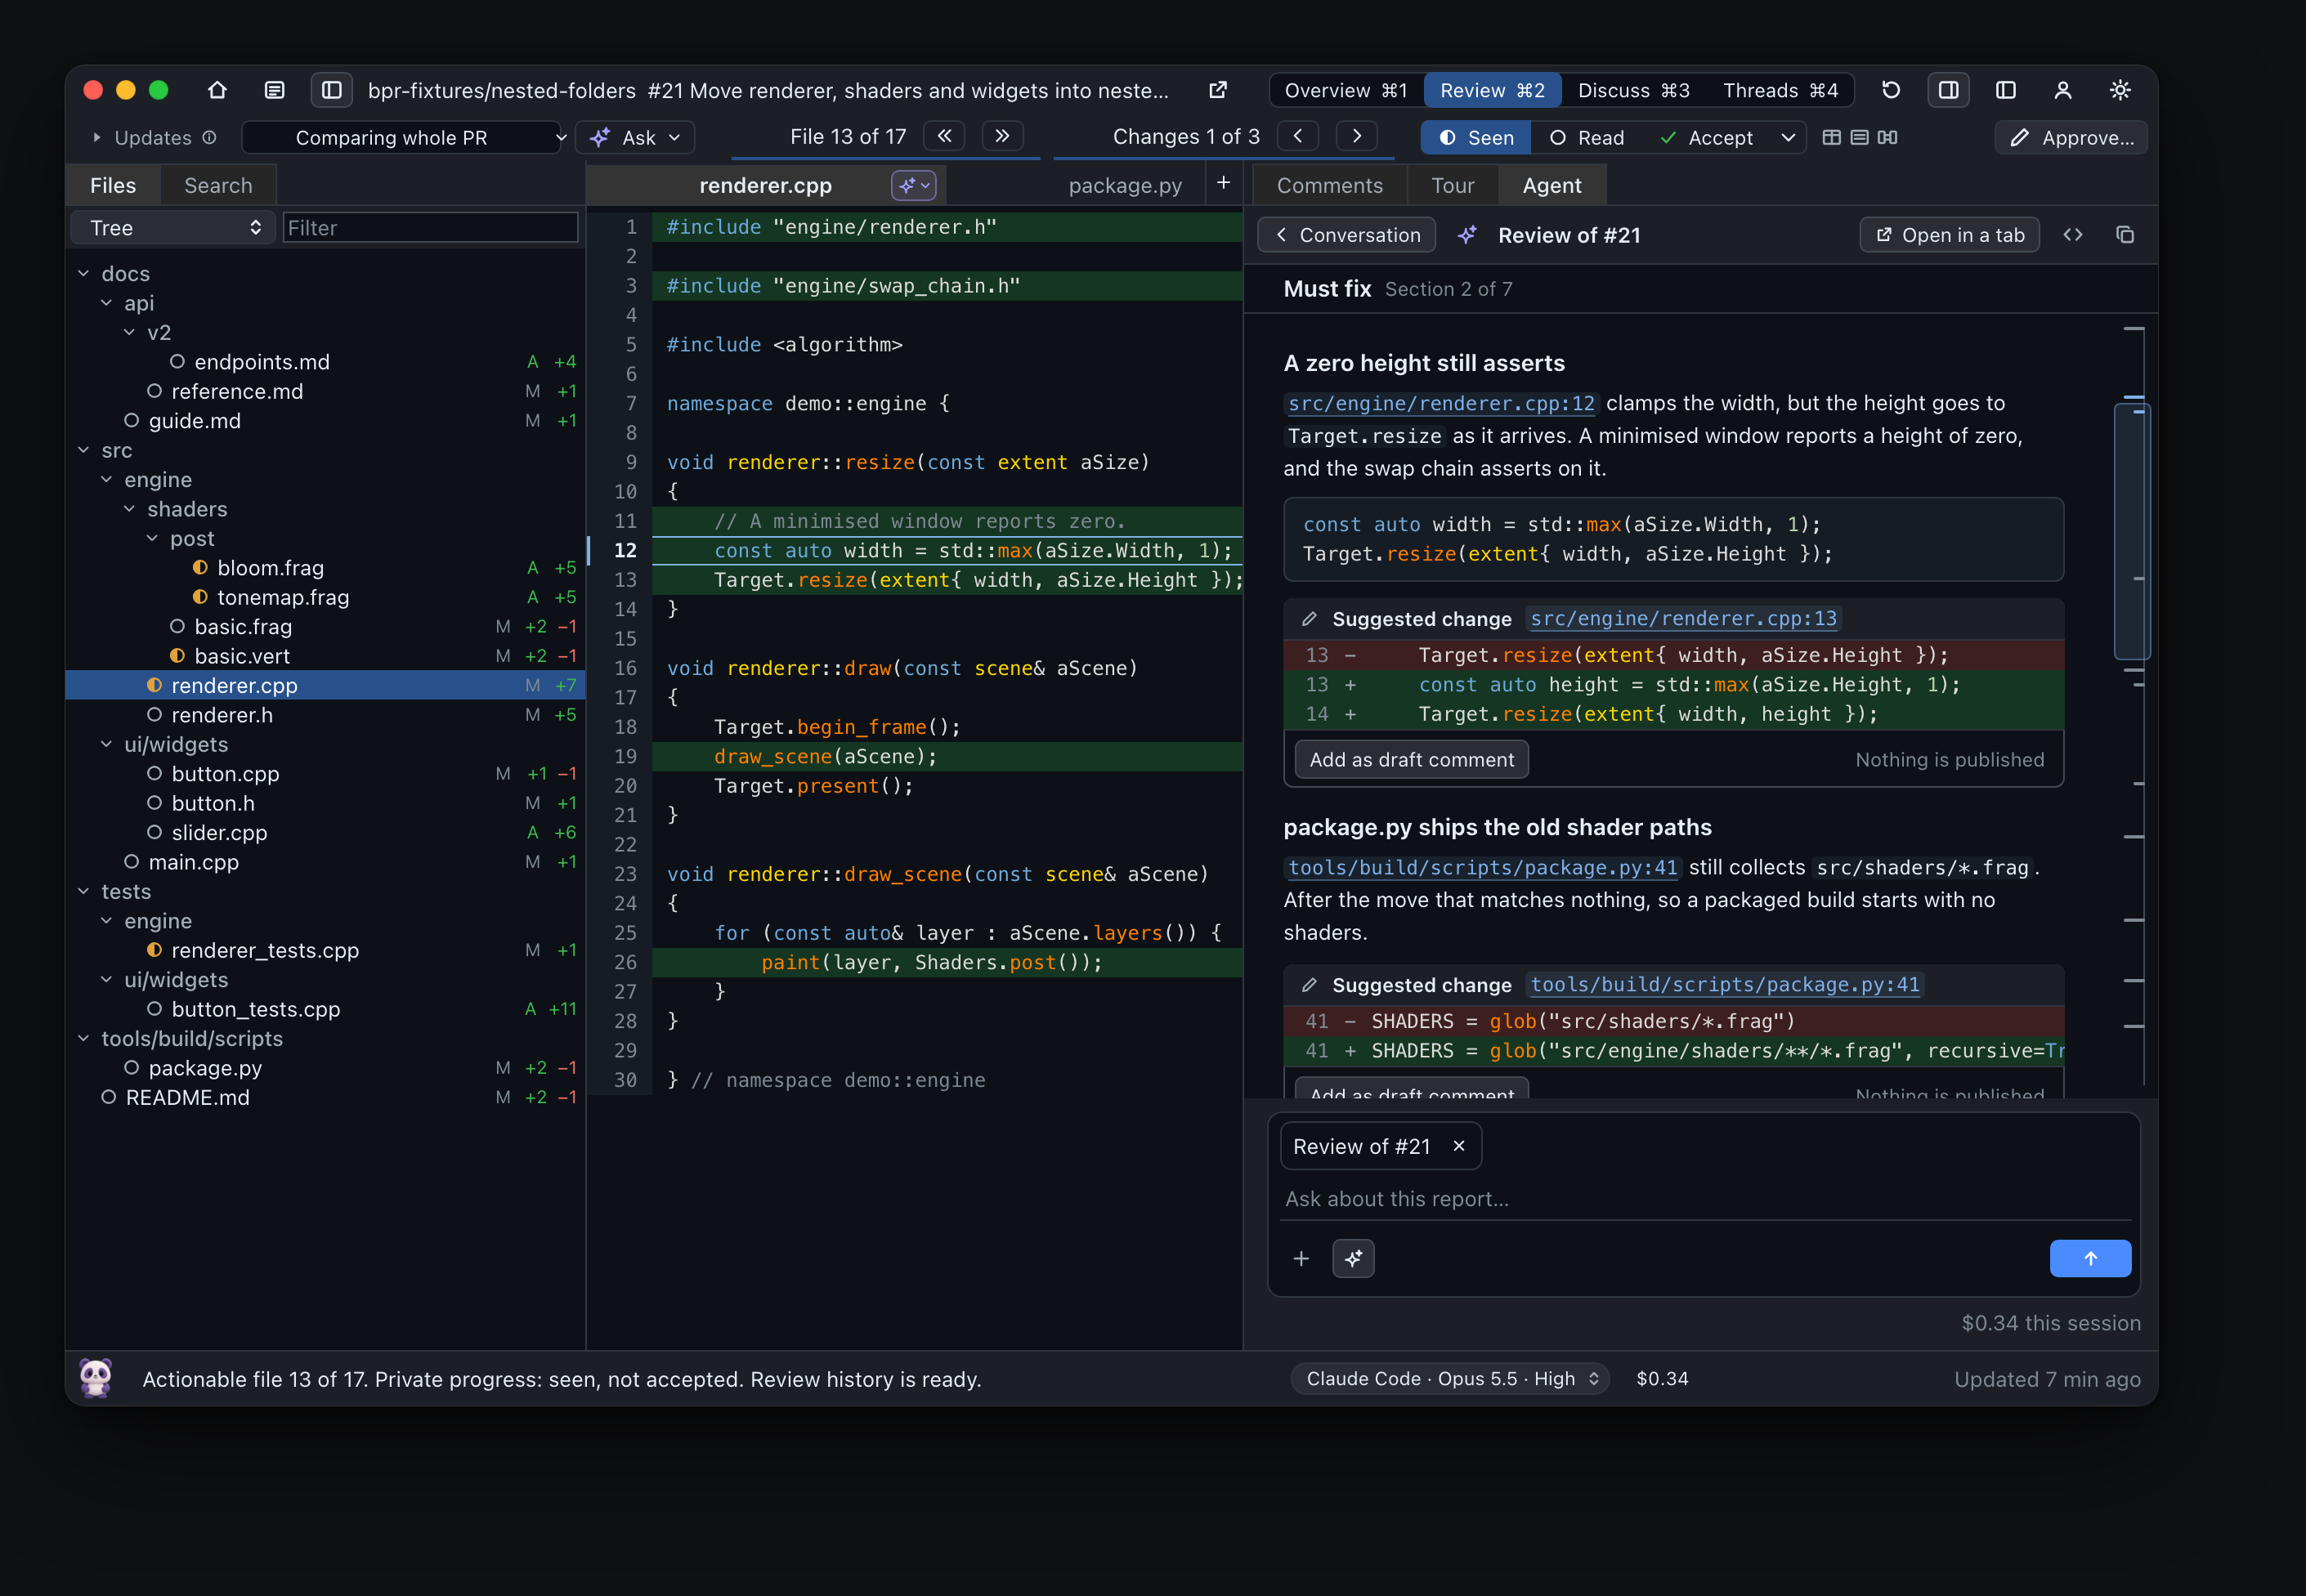 bpr-fixtures/nested-folders #21 Move renderer, shaders and widgets into neste...
Overview ⌘1 Review ⌘2 Discuss ⌘3 Threads ⌘4
Updates Comparing whole PR Ask File 13 of 17 Changes 1 of 3 Seen Read Accept Approve...
Files Search
Tree Filter
docs
api
v2
endpoints.md A +4
reference.md M +1
guide.md M +1
src
engine
shaders
post
bloom.frag A +5
tonemap.frag A +5
basic.frag M +2 −1
basic.vert M +2 −1
renderer.cpp M +7
renderer.h M +5
ui/widgets
button.cpp M +1 −1
button.h M +1
slider.cpp A +6
main.cpp M +1
tests
engine
renderer_tests.cpp M +1
ui/widgets
button_tests.cpp A +11
tools/build/scripts
package.py M +2 −1
README.md M +2 −1
renderer.cpp package.py +
1 #include "engine/renderer.h"
2
3 #include "engine/swap_chain.h"
4
5 #include <algorithm>
6
7 namespace demo::engine {
8
9 void renderer::resize(const extent aSize)
10 {
11 // A minimised window reports zero.
12 const auto width = std::max(aSize.Width, 1);
13 Target.resize(extent{ width, aSize.Height });
14 }
15
16 void renderer::draw(const scene& aScene)
17 {
18 Target.begin_frame();
19 draw_scene(aScene);
20 Target.present();
21 }
22
23 void renderer::draw_scene(const scene& aScene)
24 {
25 for (const auto& layer : aScene.layers()) {
26 paint(layer, Shaders.post());
27 }
28 }
29
30 } // namespace demo::engine
Comments Tour Agent
Conversation Review of #21 Open in a tab
Must fix Section 2 of 7
A zero height still asserts
src/engine/renderer.cpp:12 clamps the width, but the height goes to
Target.resize as it arrives. A minimised window reports a height of zero,
and the swap chain asserts on it.
const auto width = std::max(aSize.Width, 1);
Target.resize(extent{ width, aSize.Height });
Suggested change src/engine/renderer.cpp:13
13 − Target.resize(extent{ width, aSize.Height });
13 + const auto height = std::max(aSize.Height, 1);
14 + Target.resize(extent{ width, height });
Add as draft comment Nothing is published
package.py ships the old shader paths
tools/build/scripts/package.py:41 still collects src/shaders/*.frag.
After the move that matches nothing, so a packaged build starts with no
shaders.
Suggested change tools/build/scripts/package.py:41
41 − SHADERS = glob("src/shaders/*.frag")
41 + SHADERS = glob("src/engine/shaders/**/*.frag", recursive=Tr
Add as draft comment Nothing is published
Review of #21 ×
Ask about this report...
$0.34 this session
Actionable file 13 of 17. Private progress: seen, not accepted. Review history is ready.
Claude Code · Opus 5.5 · High $0.34 Updated 7 min ago